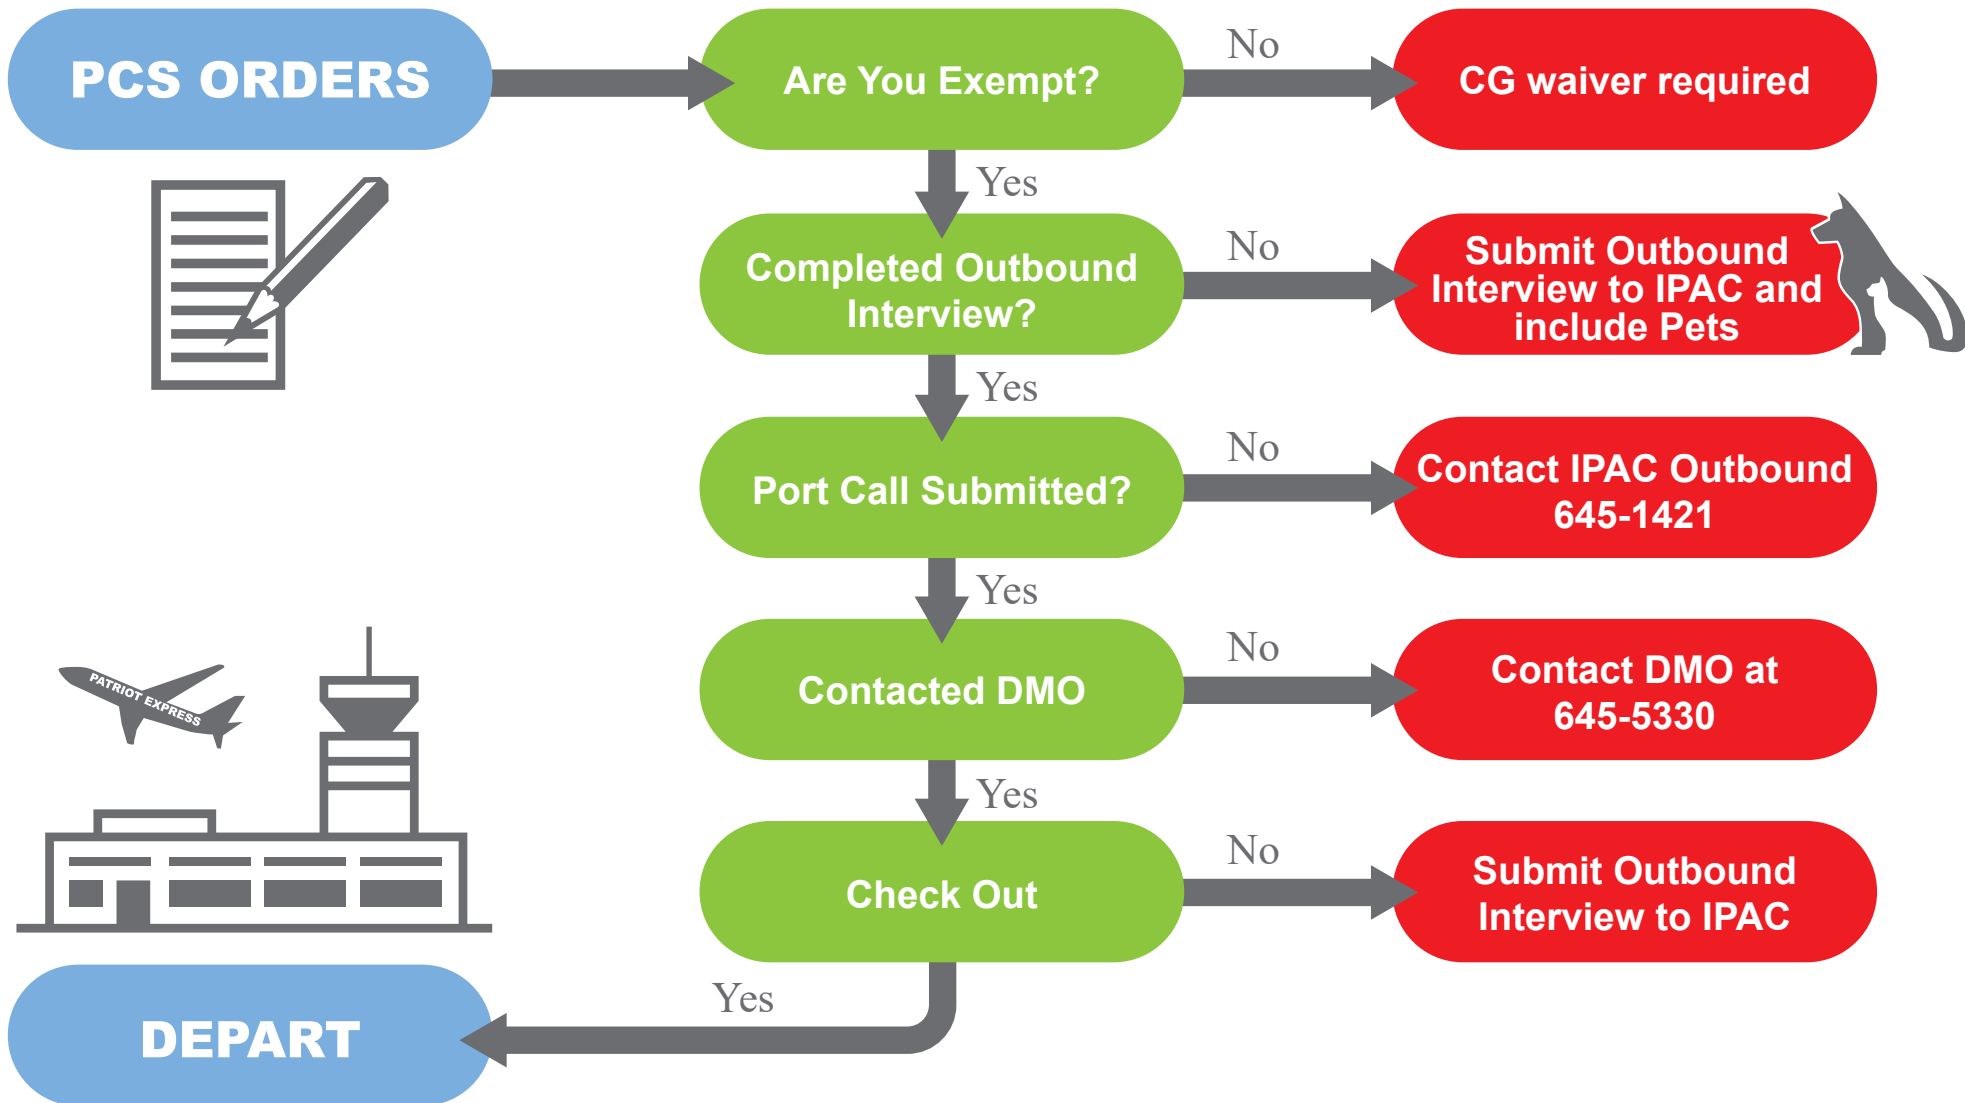 PCS ORDERS
Are You Exempt?
No
CG waiver required
Yes
Completed Outbound
Interview?
No
Submit Outbound
Interview to IPAC and
include Pets
Yes
Port Call Submitted?
No
Contact IPAC Outbound
645-1421
Yes
Contacted DMO
No
Contact DMO at
645-5330
PATRIOT EXPRESS
Yes
Check Out
No
Submit Outbound
Interview to IPAC
Yes
DEPART